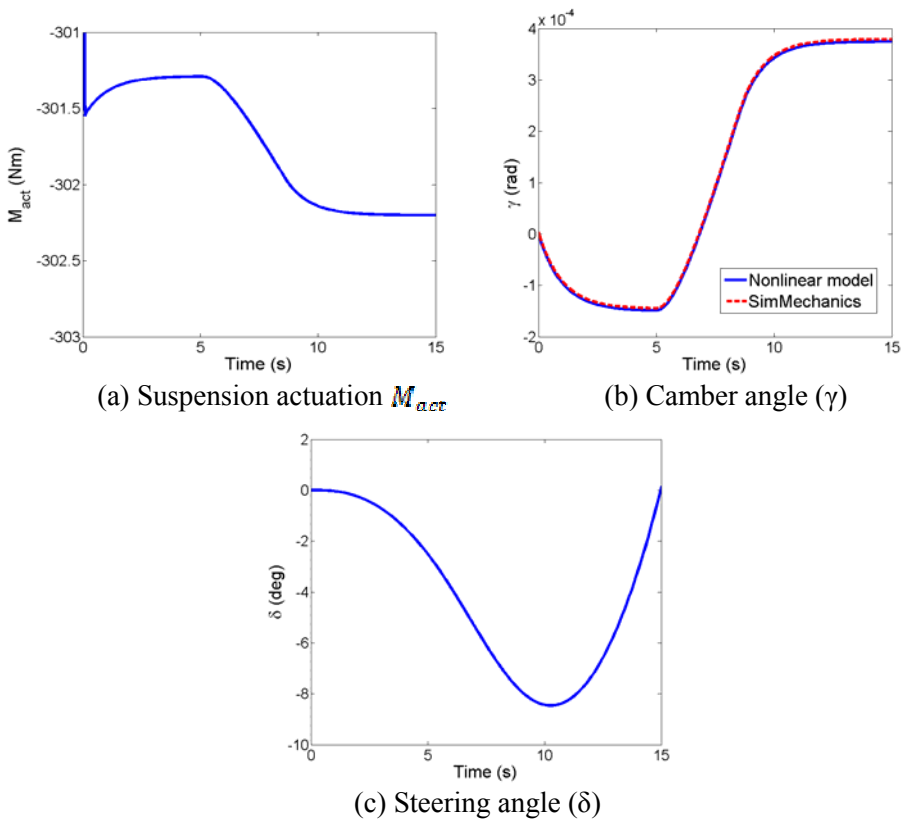 -301
-301.5
-302
-302.5
-303
M_act (Nm)
0 5 10 15
Time (s)
(a) Suspension actuation M_act
4 x 10^-4
3
2
1
0
-1
-2
γ (rad)
Nonlinear model
SimMechanics
0 5 10 15
Time (s)
(b) Camber angle (γ)
2
0
-2
-4
-6
-8
-10
δ (deg)
0 5 10 15
Time (s)
(c) Steering angle (δ)